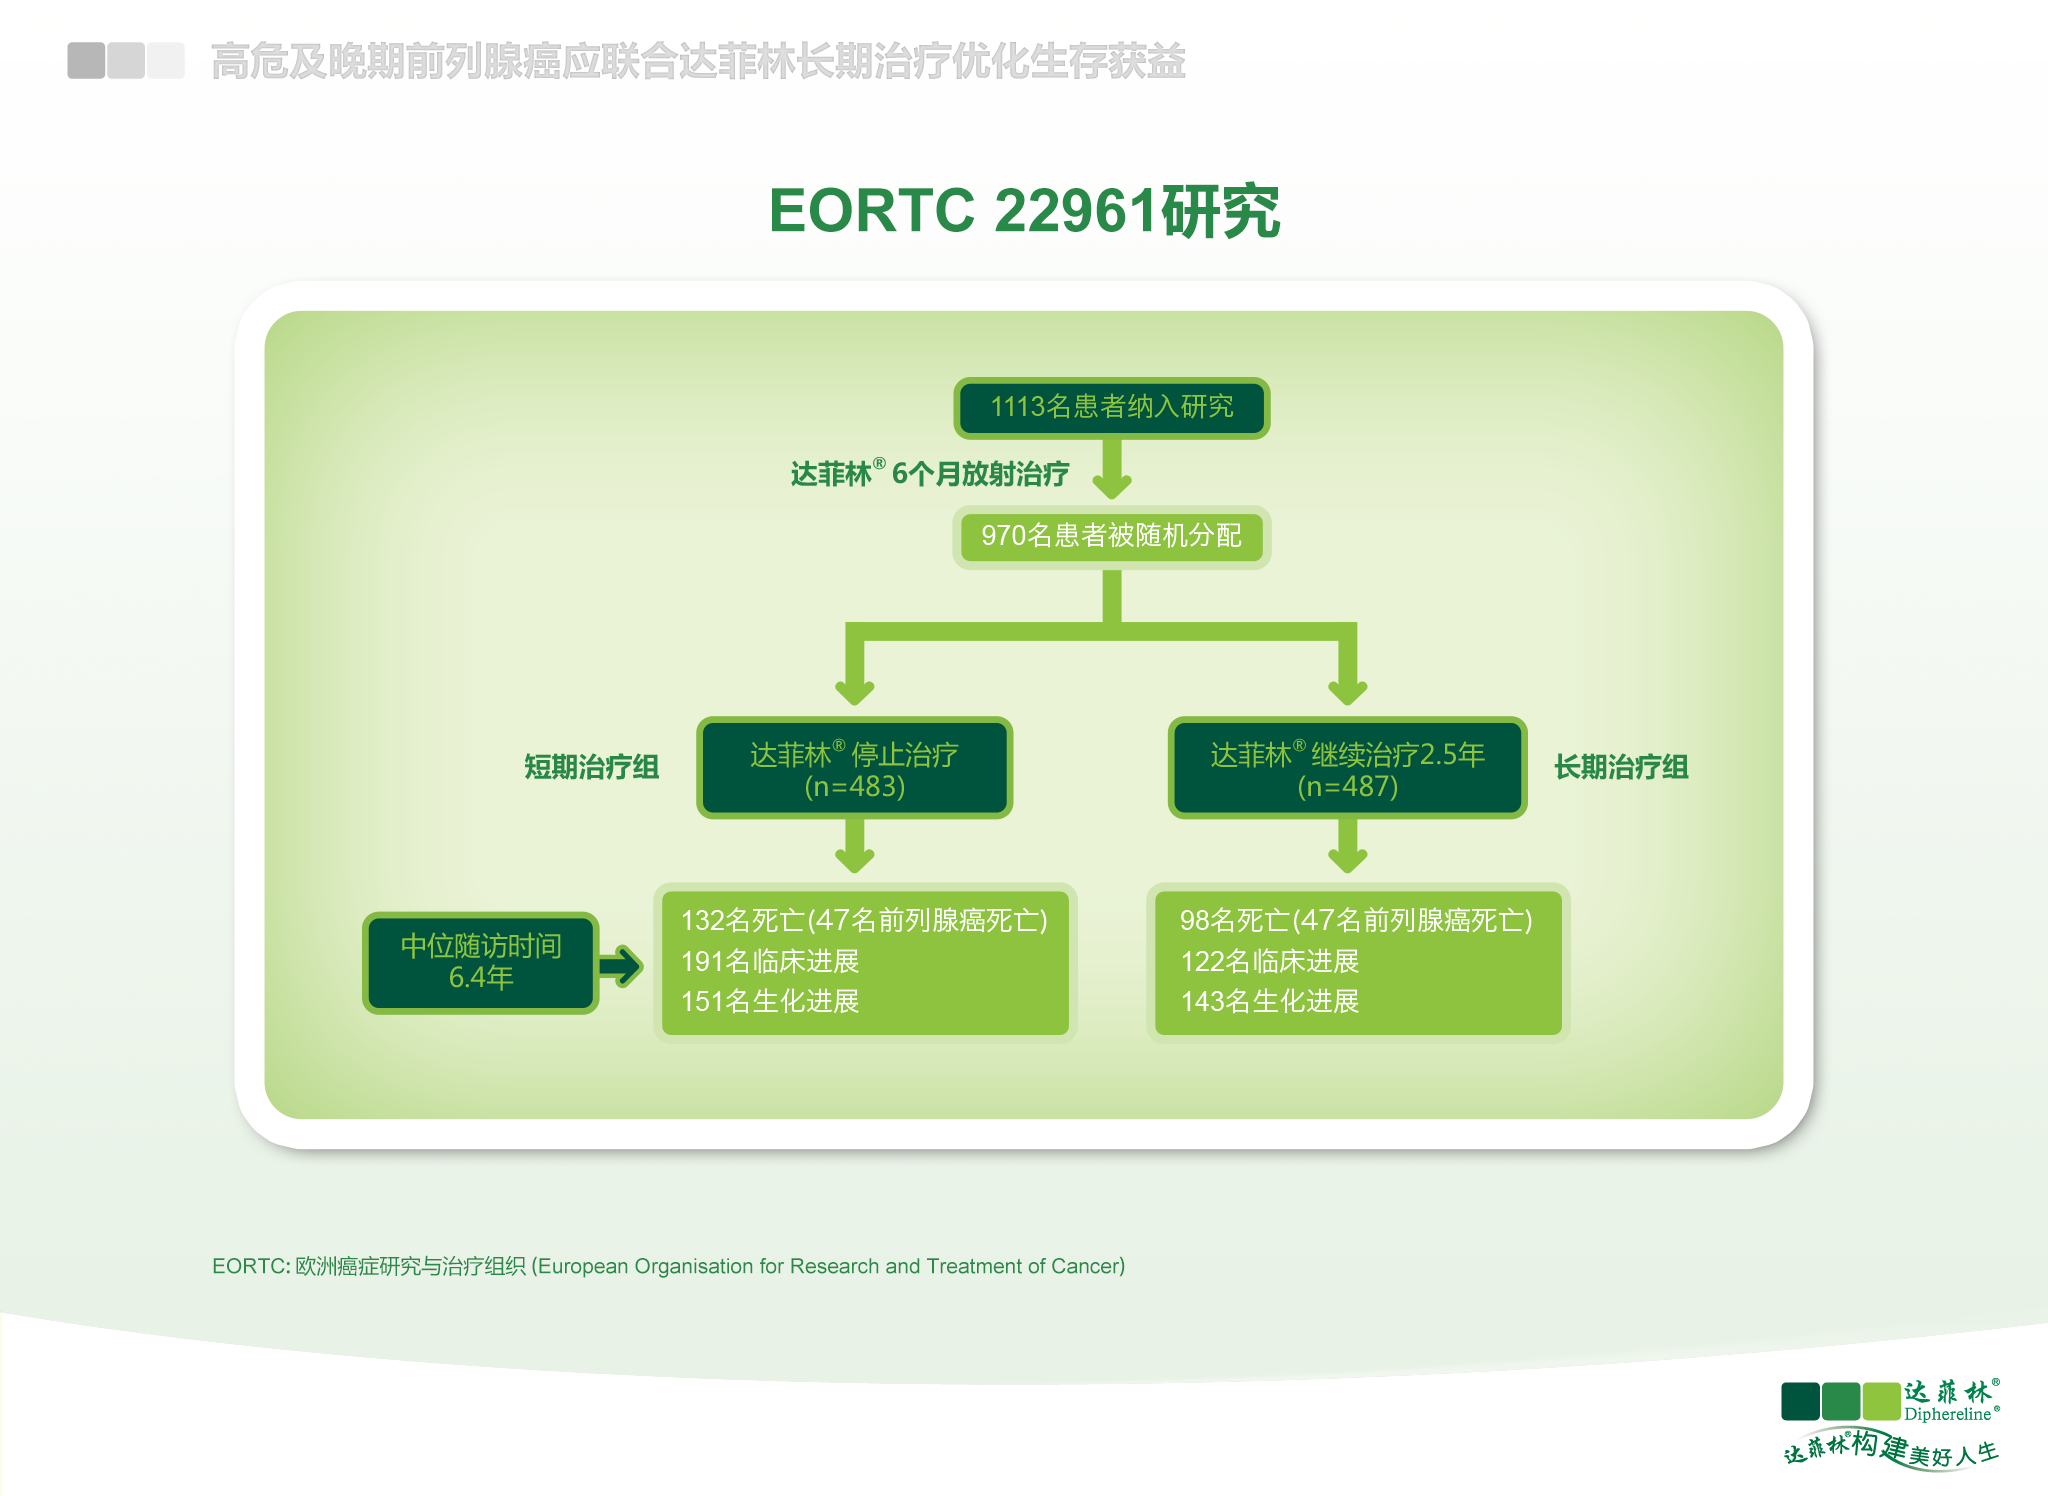 高危及晚期前列腺癌应联合达菲林长期治疗优化生存获益
EORTC 22961研究
1113名患者纳入研究
达菲林® 6个月放射治疗
970名患者被随机分配
短期治疗组
达菲林® 停止治疗
(n=483)
达菲林® 继续治疗2.5年
(n=487)
长期治疗组
中位随访时间
6.4年
132名死亡(47名前列腺癌死亡)
191名临床进展
151名生化进展
98名死亡(47名前列腺癌死亡)
122名临床进展
143名生化进展
EORTC: 欧洲癌症研究与治疗组织 (European Organisation for Research and Treatment of Cancer)
达菲林®
Diphereline®
达菲林®构建美好人生